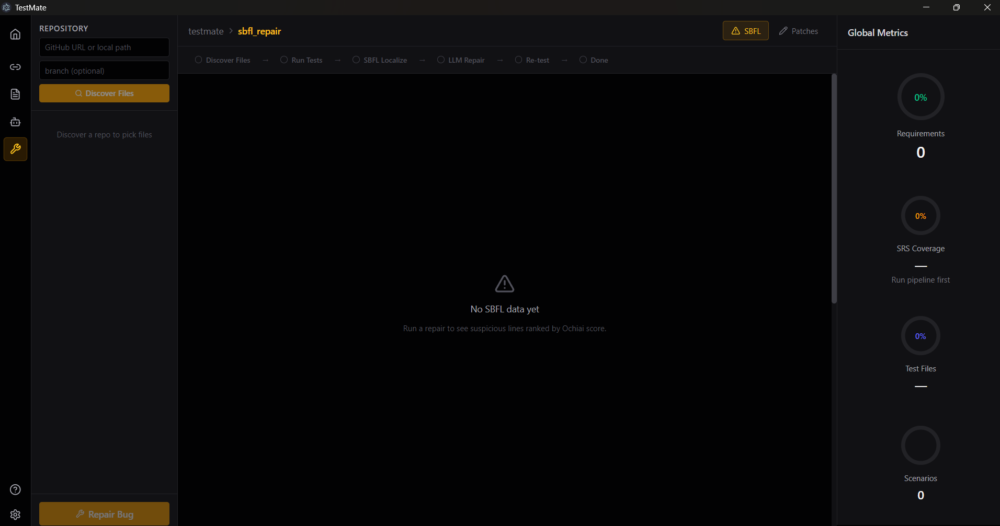 TestMate
REPOSITORY
GitHub URL or local path
branch (optional)
Discover Files
Discover a repo to pick files
Repair Bug
testmate > sbfl_repair
SBFL
Patches
Discover Files → Run Tests → SBFL Localize → LLM Repair → Re-test → Done
No SBFL data yet
Run a repair to see suspicious lines ranked by Ochiai score.
Global Metrics
0%
Requirements
0
0%
SRS Coverage
—
Run pipeline first
0%
Test Files
—
Scenarios
0